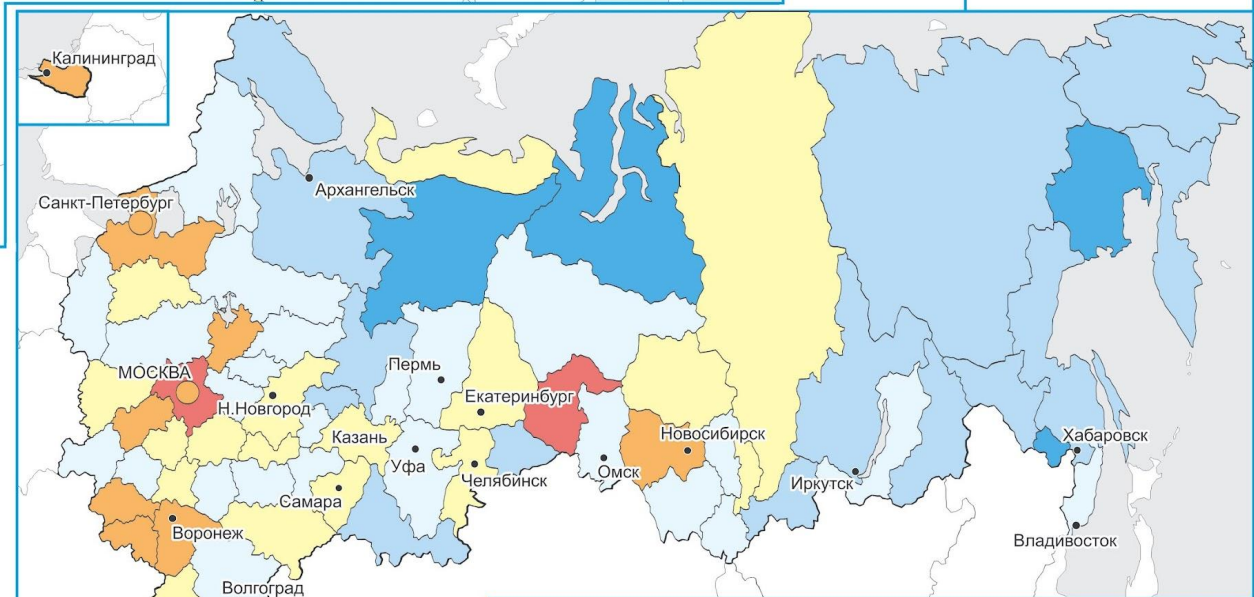 Калининград
Архангельск
Санкт-Петербург
МОСКВА
Пермь
Н.Новгород
Екатеринбург
Казань
Новосибирск
Хабаровск
Уфа
Омск
Челябинск
Иркутск
Самара
Воронеж
Владивосток
Волгоград